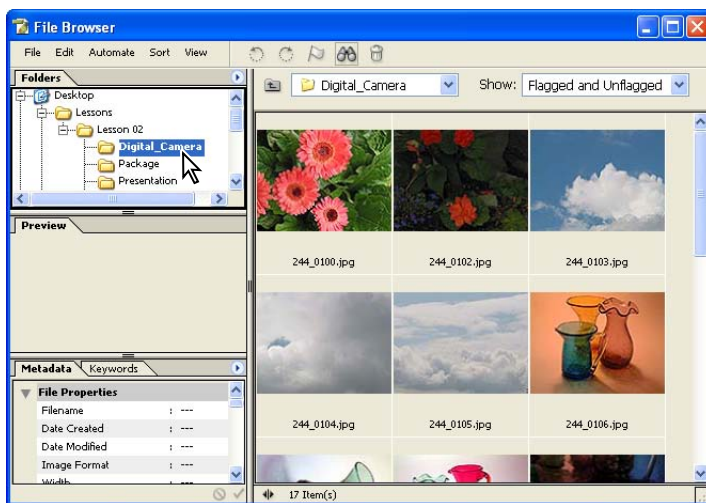 File Browser
File Edit Automate Sort View
Folders
Desktop
Lessons
Lesson 02
Digital_Camera
Package
Presentation
Preview
Metadata Keywords
File Properties
Filename : ---
Date Created : ---
Date Modified : ---
Image Format : ---
Width
Digital_Camera Show: Flagged and Unflagged
244_0100.jpg 244_0102.jpg 244_0103.jpg
244_0104.jpg 244_0105.jpg 244_0106.jpg
17 Item(s)